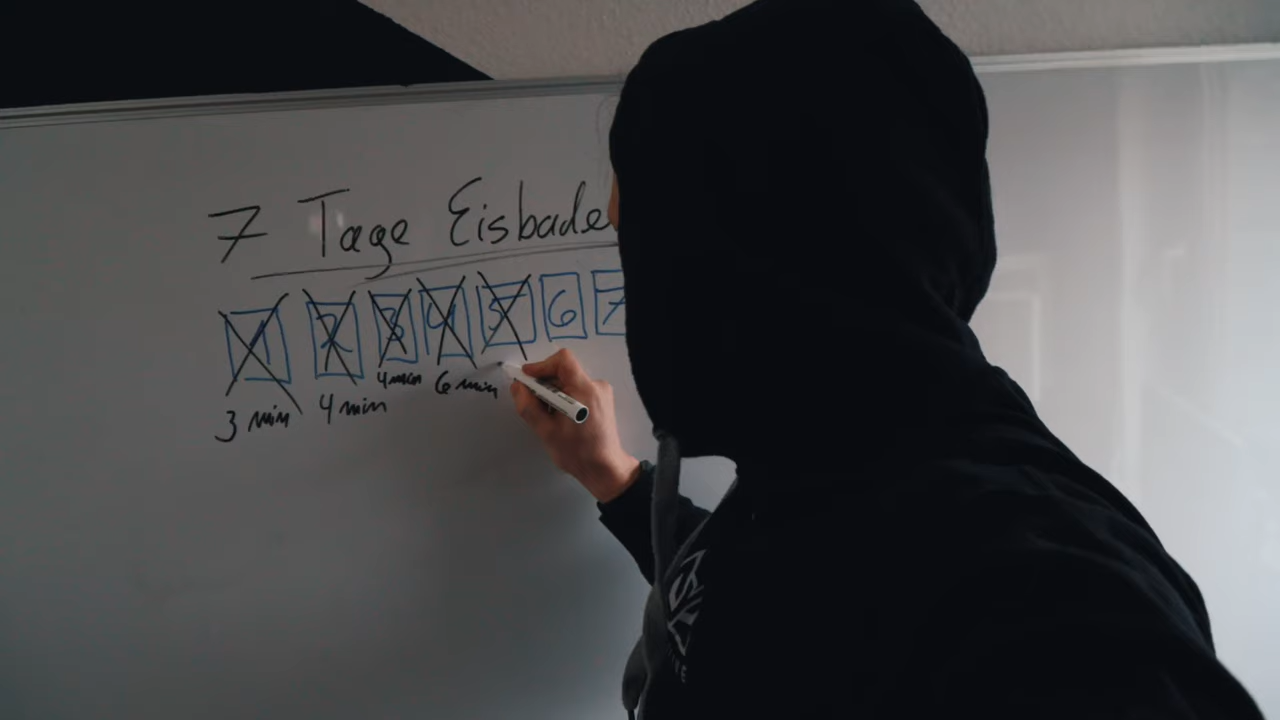 7 Tage Eisbade
1 2 3 4 5 6 7
3 min 4 min 4 min 6 min